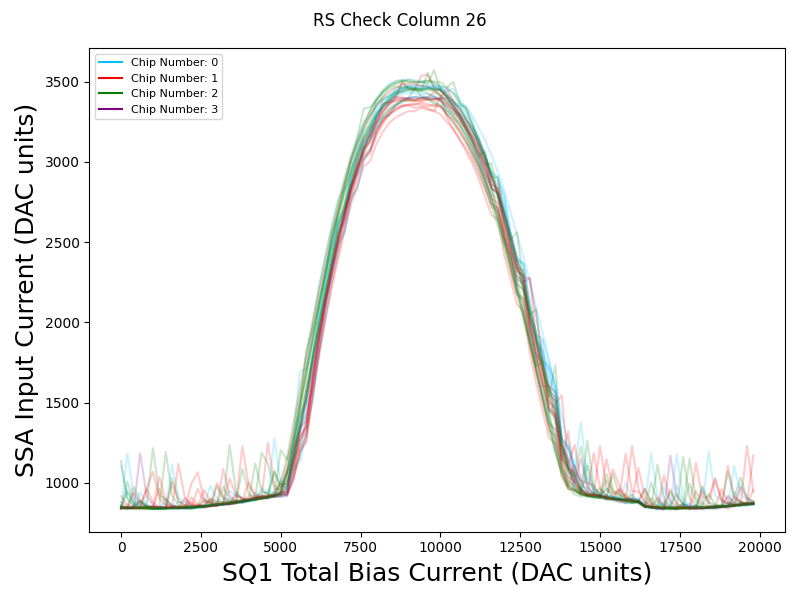 RS Check Column 26
Chip Number: 0
Chip Number: 1
Chip Number: 2
Chip Number: 3
SSA Input Current (DAC units)
3500
3000
2500
2000
1500
1000
0 2500 5000 7500 10000 12500 15000 17500 20000
SQ1 Total Bias Current (DAC units)